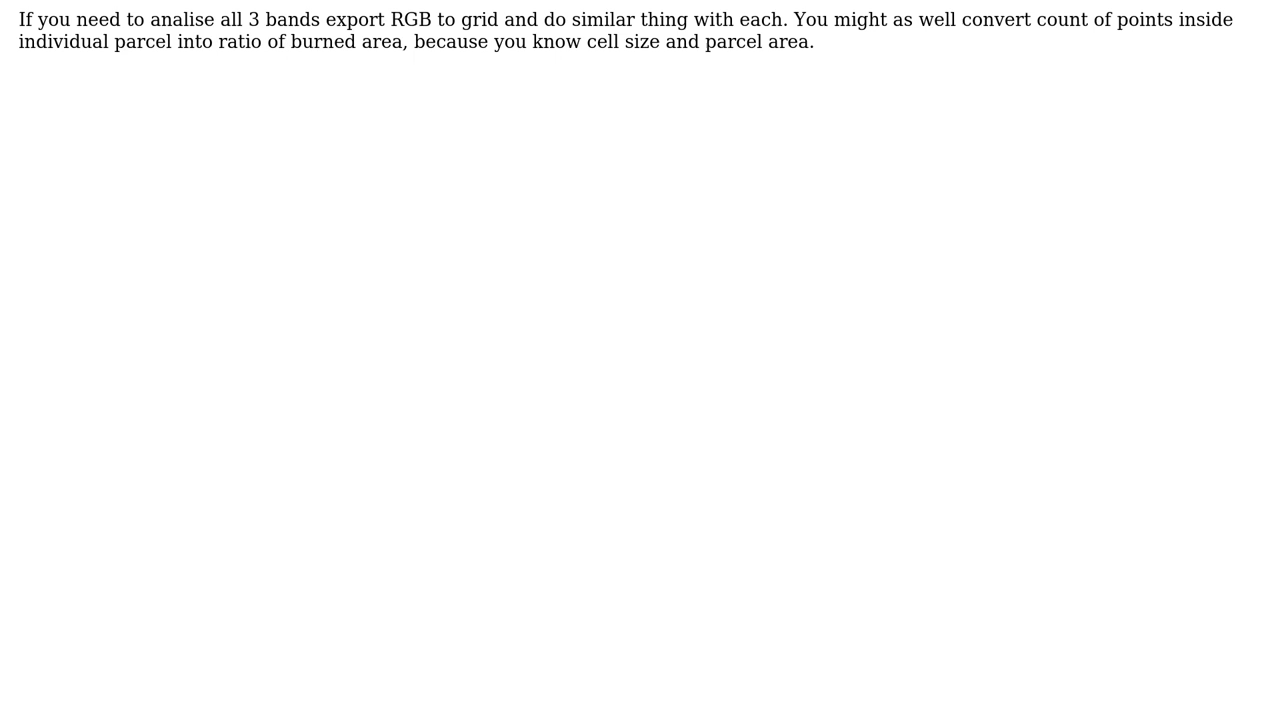 If you need to analise all 3 bands export RGB to grid and do similar thing with each. You might as well convert count of points inside
individual parcel into ratio of burned area, because you know cell size and parcel area.